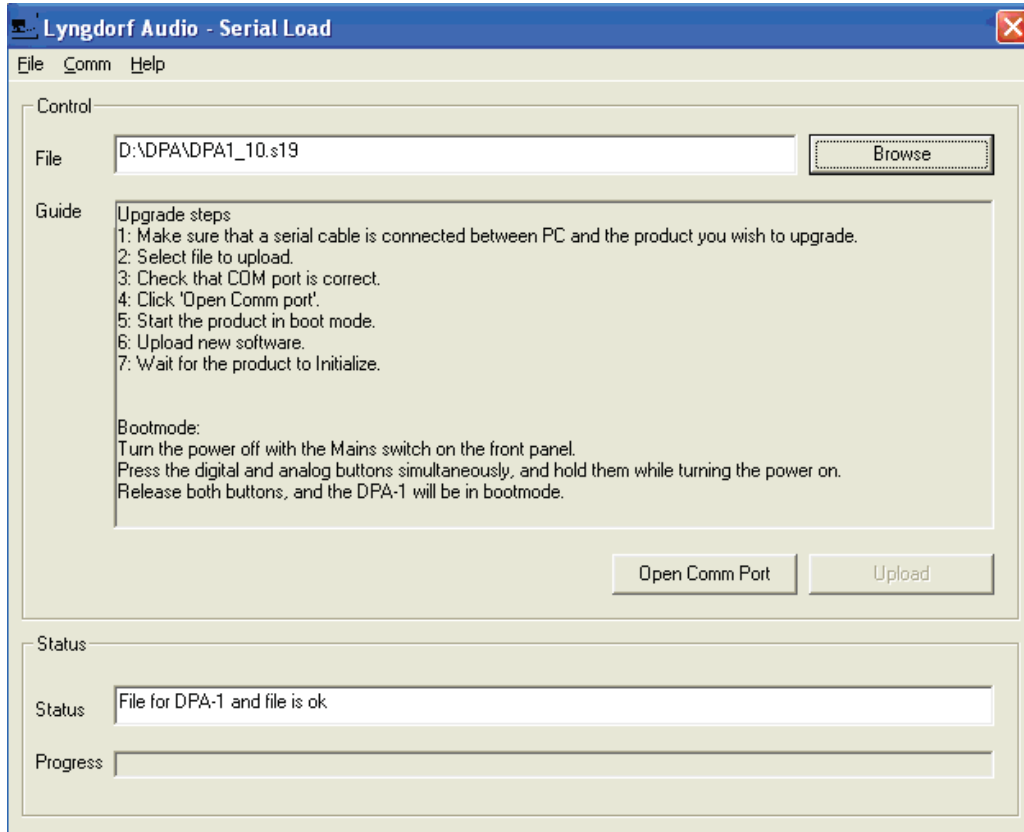 Lyngdorf Audio - Serial Load
File Comm Help
Control
File D:\DPA\DPA1_10.s19 Browse
Guide Upgrade steps
1: Make sure that a serial cable is connected between PC and the product you wish to upgrade.
2: Select file to upload.
3: Check that COM port is correct.
4: Click 'Open Comm port'.
5: Start the product in boot mode.
6: Upload new software.
7: Wait for the product to Initialize.
Bootmode:
Turn the power off with the Mains switch on the front panel.
Press the digital and analog buttons simultaneously, and hold them while turning the power on.
Release both buttons, and the DPA-1 will be in bootmode.
Open Comm Port Upload
Status
Status File for DPA-1 and file is ok
Progress